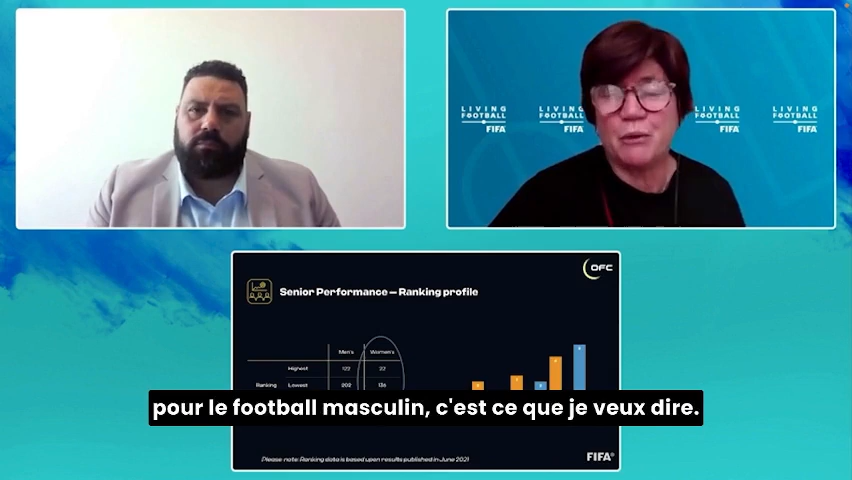 LIVING FOOTBALL FIFA
LIVING FOOTBALL FIFA
LIVING FOOTBALL FIFA
LIVING FOOTBALL FIFA
OFC
Senior Performance – Ranking profile
Men's Women's
Highest 122 22
Ranking Lowest 202 136
pour le football masculin, c'est ce que je veux dire.
Please note: Ranking data is based upon results published in June 2021
FIFA